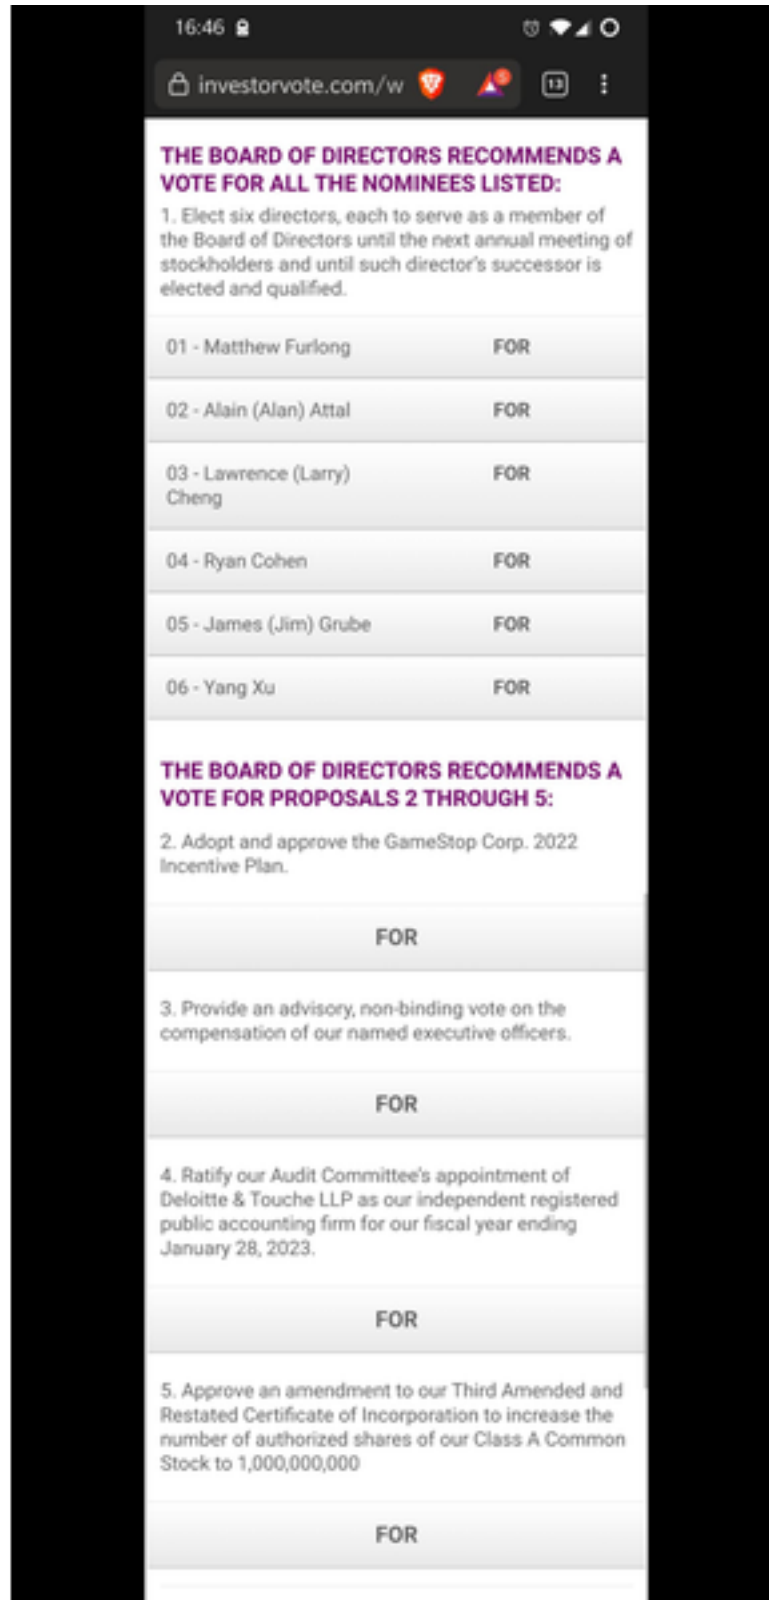 16:46
investorvote.com/w
13
THE BOARD OF DIRECTORS RECOMMENDS A
VOTE FOR ALL THE NOMINEES LISTED:
1. Elect six directors, each to serve as a member of
the Board of Directors until the next annual meeting of
stockholders and until such director's successor is
elected and qualified.
01 - Matthew Furlong FOR
02 - Alain (Alan) Attal FOR
03 - Lawrence (Larry) FOR
Cheng
04 - Ryan Cohen FOR
05 - James (Jim) Grube FOR
06 - Yang Xu FOR
THE BOARD OF DIRECTORS RECOMMENDS A
VOTE FOR PROPOSALS 2 THROUGH 5:
2. Adopt and approve the GameStop Corp. 2022
Incentive Plan.
FOR
3. Provide an advisory, non-binding vote on the
compensation of our named executive officers.
FOR
4. Ratify our Audit Committee's appointment of
Deloitte & Touche LLP as our independent registered
public accounting firm for our fiscal year ending
January 28, 2023.
FOR
5. Approve an amendment to our Third Amended and
Restated Certificate of Incorporation to increase the
number of authorized shares of our Class A Common
Stock to 1,000,000,000
FOR